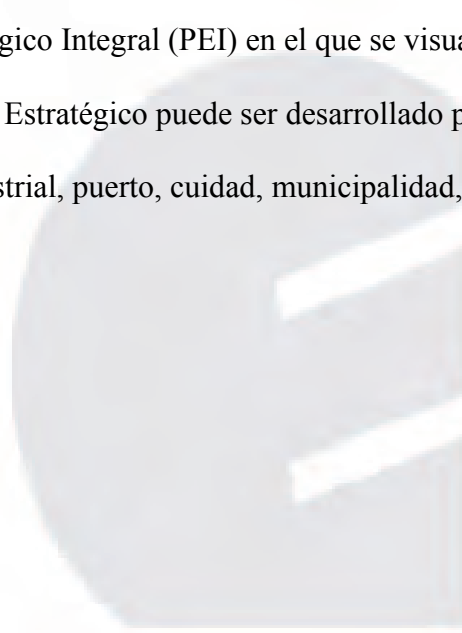 gico Integral (PEI) en el que se visua
Estratégico puede ser desarrollado p
strial, puerto, cuidad, municipalidad,